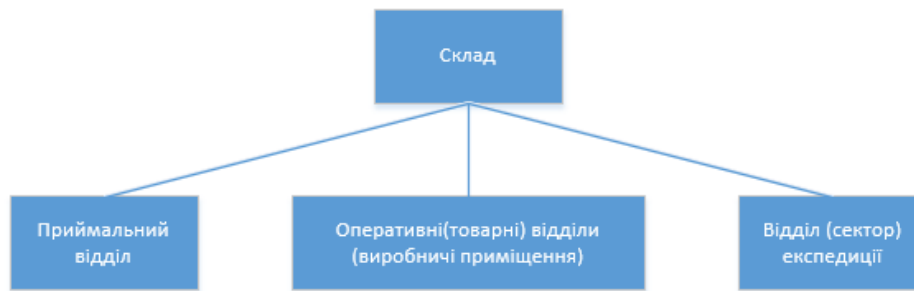 Склад
Приймальний
відділ
Оперативні(товарні) відділи
(виробничі приміщення)
Відділ (сектор)
експедиції